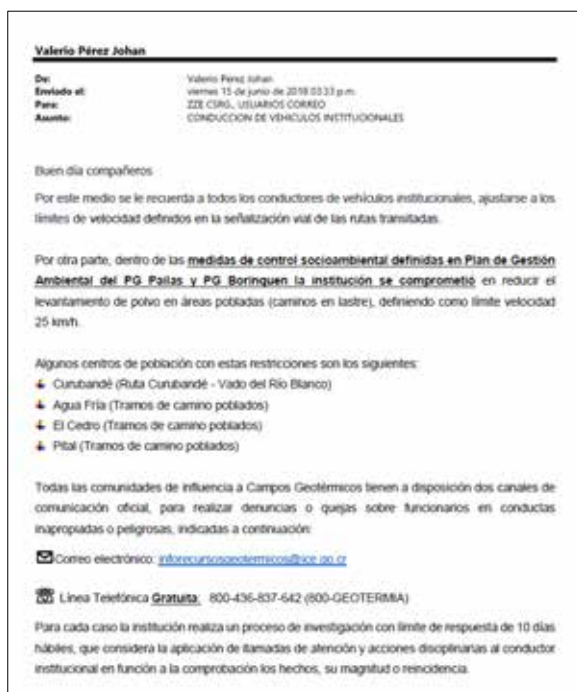 Valerio Pérez Johan
De: Valerio Perez Johan
Enviado el: viernes 15 de junio de 2018 03:33 p.m.
Para: ZZE CSRG_ USUARIOS CORREO
Asunto: CONDUCCION DE VEHICULOS INSTITUCIONALES
Buen día compañeros
Por este medio se le recuerda a todos los conductores de vehículos institucionales, ajustarse a los
límites de velocidad definidos en la señalización vial de las rutas transitadas.
Por otra parte, dentro de las medidas de control socioambiental definidas en Plan de Gestión
Ambiental del PG Pailas y PG Borinquen la institución se comprometió en reducir el
levantamiento de polvo en áreas pobladas (caminos en lastre), definiendo como límite velocidad
25 km/h.
Algunos centros de población con estas restricciones son los siguientes:
Curubandé (Ruta Curubandé - Vado del Río Blanco)
Agua Fría (Tramos de camino poblados)
El Cedro (Tramos de camino poblados)
Pital (Tramos de camino poblados)
Todas las comunidades de influencia a Campos Geotérmicos tienen a disposición dos canales de
comunicación oficial, para realizar denuncias o quejas sobre funcionarios en conductas
inapropiadas o peligrosas, indicadas a continuación:
Correo electrónico: inforecursosgeotermicos@ice.go.cr
Línea Telefónica Gratuita: 800-436-837-642 (800-GEOTERMIA)
Para cada caso la institución realiza un proceso de investigación con límite de respuesta de 10 días
hábiles, que considera la aplicación de llamadas de atención y acciones disciplinarias al conductor
institucional en función a la comprobación los hechos, su magnitud o reincidencia.